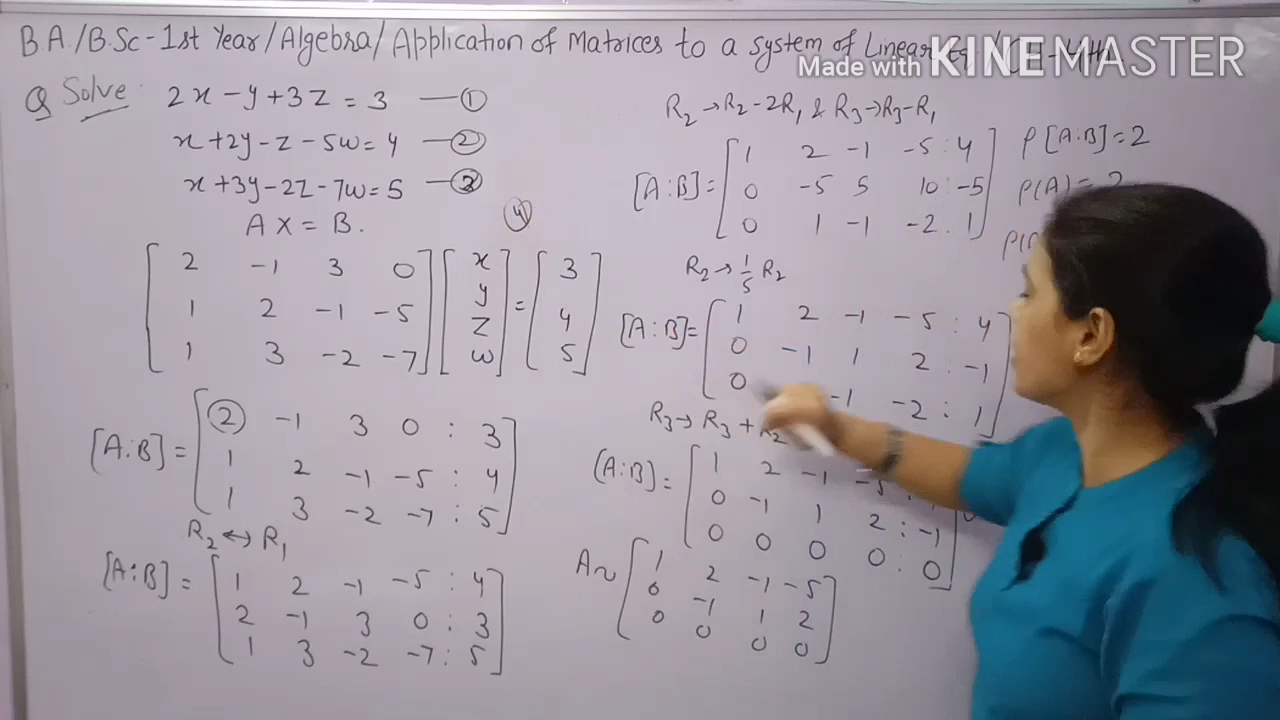 BA/B.Sc-1st Year/Algebra/Application of Matrices to a system of Linear
Made with KINEMASTER
Q Solve 2x-y+3z=3 —①
x+2y-z-5w=4 —②
x+3y-2z-7w=5 —③
AX=B.
④
[2 -1 3 0] [x] = [3]
[1 2 -1 -5] [y] [4]
[1 3 -2 -7] [z] [5]
[w]
[A:B]= [② -1 3 0 : 3]
[1 2 -1 -5 : 4]
[1 3 -2 -7 : 5]
R₂↔R₁
[A:B]= [1 2 -1 -5 : 4]
[2 -1 3 0 : 3]
[1 3 -2 -7 : 5]
R₂→R₂-2R₁ & R₃→R₃-R₁
[A:B]= [1 2 -1 -5 : 4]
[0 -5 5 10 : -5]
[0 1 -1 -2 : 1]
ρ[A:B]=2
ρ(A)=2
R₂→1/5 R₂
[A:B]= [1 2 -1 -5 : 4]
[0 -1 1 2 : -1]
[0 -1 -2 : 1]
R₃→R₃+R₂
(A:B)= [1 2 -1 -5 :
[0 -1 1 2 : -1]
[0 0 0 0 : 0]
A~ [1 2 -1 -5]
[0 -1 1 2]
[0 0 0 0]